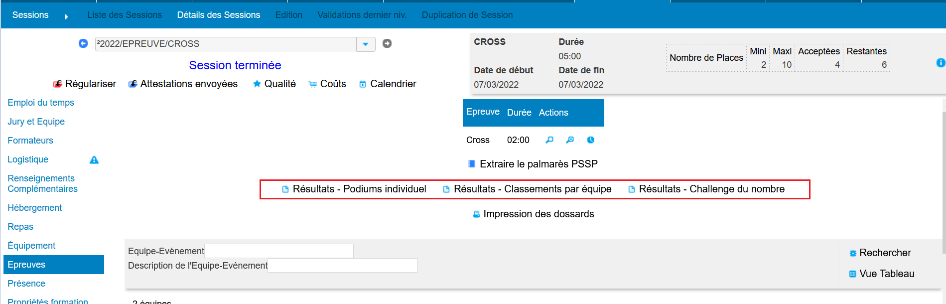 Sessions Liste des Sessions Détails des Sessions Edition Validations dernier niv. Duplication de Session
²2022/EPREUVE/CROSS
Session terminée
Régulariser Attestations envoyées Qualité Coûts Calendrier
CROSS Durée
05:00
Date de début Date de fin
07/03/2022 07/03/2022
Nombre de Places Mini Maxi Acceptées Restantes
2 10 4 6
Emploi du temps
Jury et Equipe
Formateurs
Logistique
Renseignements
Complémentaires
Hébergement
Repas
Équipement
Epreuves
Présence
Propriétés formation
Epreuve Durée Actions
Cross 02:00
Extraire le palmarès PSSP
Résultats - Podiums individuel Résultats - Classements par équipe Résultats - Challenge du nombre
Impression des dossards
Equipe-Evènement
Description de l'Equipe-Evènement
Rechercher
Vue Tableau
2 équipes